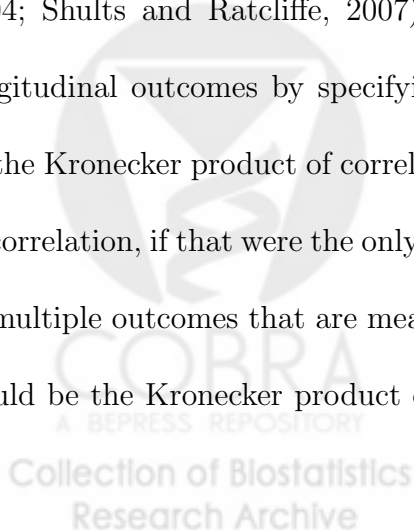 04; Shults and Ratcliffe, 2007)
gitudinal outcomes by specifyi
the Kronecker product of correl
correlation, if that were the only
multiple outcomes that are mea
uld be the Kronecker product
COBRA
A BEPRESS REPOSITORY
Collection of Biostatistics
Research Archive